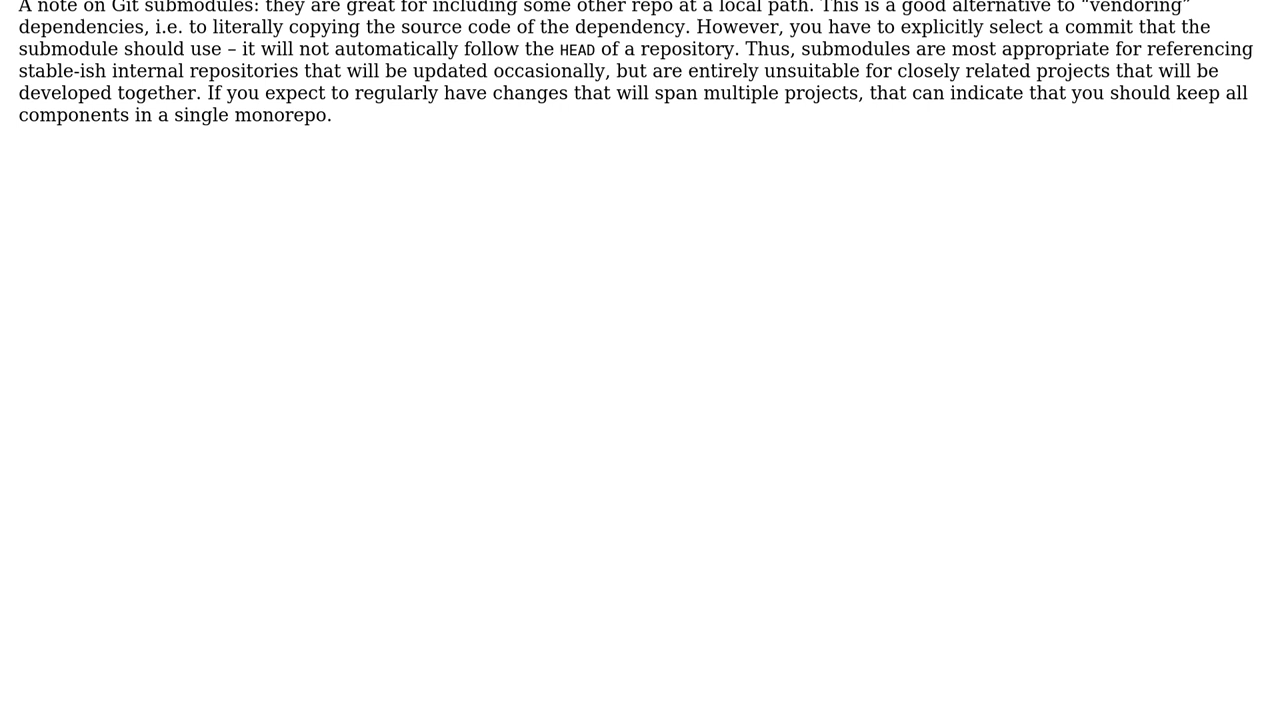 A note on Git submodules: they are great for including some other repo at a local path. This is a good alternative to “vendoring”
dependencies, i.e. to literally copying the source code of the dependency. However, you have to explicitly select a commit that the
submodule should use – it will not automatically follow the HEAD of a repository. Thus, submodules are most appropriate for referencing
stable-ish internal repositories that will be updated occasionally, but are entirely unsuitable for closely related projects that will be
developed together. If you expect to regularly have changes that will span multiple projects, that can indicate that you should keep all
components in a single monorepo.